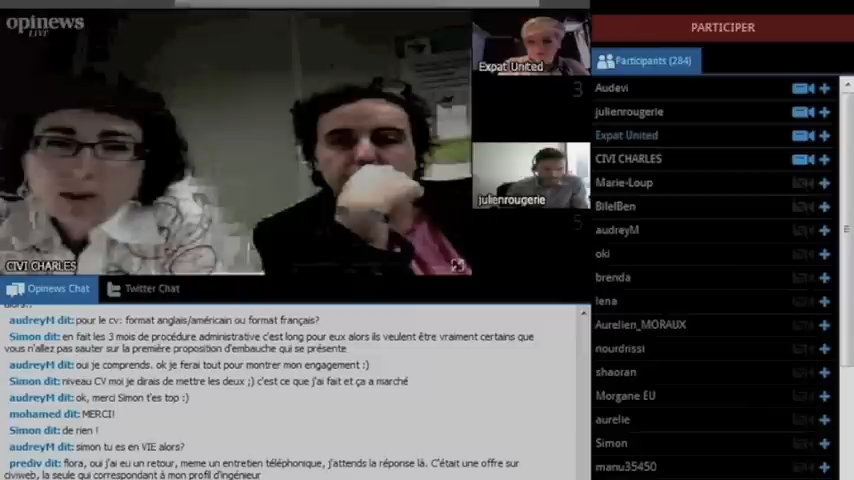 opinews
LIVE
Expat United
3
julienrougerie
5
CIVI CHARLES
PARTICIPER
Participants (284)
Audevi
julienrougerie
Expat United
CIVI CHARLES
Marie-Loup
BilelBen
audreyM
oki
brenda
lena
Aurelien_MORAUX
nourdrissi
shaoran
Morgane EU
aurelie
Simon
manu35450
Opinews Chat
Twitter Chat
alors..
audreyM dit: pour le cv: format anglais/américain ou format français?
Simon dit: en fait les 3 mois de procédure administrative c'est long pour eux alors ils veulent être vraiment certains que
vous n'allez pas sauter sur la première proposition d'embauche qui se présente
audreyM dit: oui je comprends. ok je ferai tout pour montrer mon engagement :)
Simon dit: niveau CV moi je dirais de mettre les deux ;) c'est ce que j'ai fait et ça a marché
audreyM dit: ok, merci Simon t'es top :)
mohamed dit: MERCI!
Simon dit: de rien !
audreyM dit: simon tu es en VIE alors?
prediv dit: flora, oui j'ai eu un retour, meme un entretien téléphonique, j'attends la réponse là. C'était une offre sur
civiweb, la seule qui correspondant à mon profil d'ingénieur